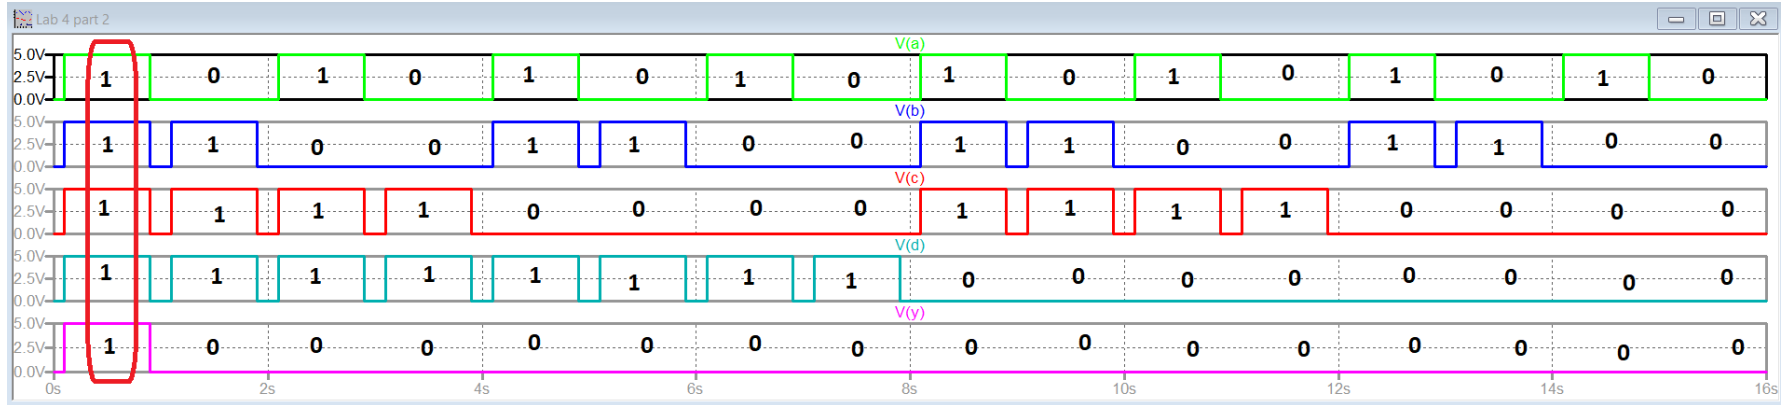 Lab 4 part 2
V(a)
5.0V
2.5V
0.0V
1 0 1 0 1 0 1 0 1 0 1 0 1 0 1 0
V(b)
5.0V
2.5V
0.0V
1 1 0 0 1 1 0 0 1 1 0 0 1 1 0 0
V(c)
5.0V
2.5V
0.0V
1 1 1 1 0 0 0 0 1 1 1 1 0 0 0 0
V(d)
5.0V
2.5V
0.0V
1 1 1 1 1 1 1 1 0 0 0 0 0 0 0 0
V(y)
5.0V
2.5V
0.0V
1 0 0 0 0 0 0 0 0 0 0 0 0 0 0 0
0s 2s 4s 6s 8s 10s 12s 14s 16s